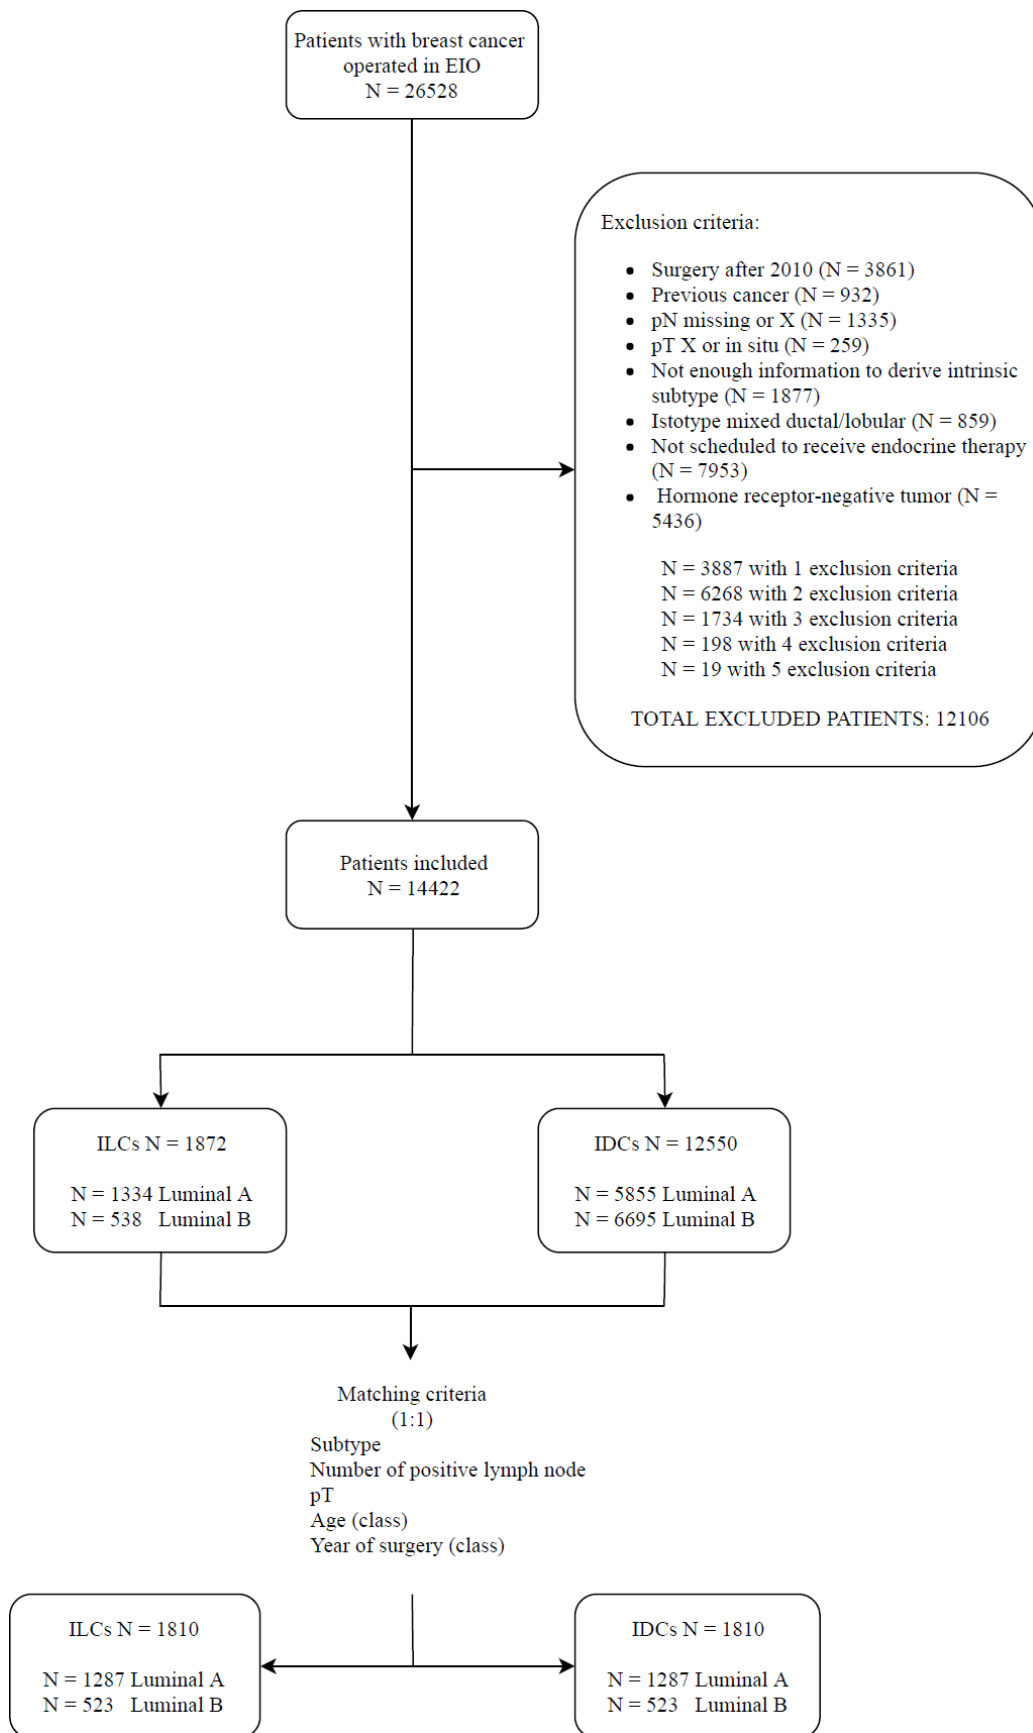 Patients with breast cancer
operated in EIO
N = 26528
Exclusion criteria:
• Surgery after 2010 (N = 3861)
• Previous cancer (N = 932)
• pN missing or X (N = 1335)
• pT X or in situ (N = 259)
• Not enough information to derive intrinsic
subtype (N = 1877)
• Istotype mixed ductal/lobular (N = 859)
• Not scheduled to receive endocrine therapy
(N = 7953)
• Hormone receptor-negative tumor (N =
5436)
N = 3887 with 1 exclusion criteria
N = 6268 with 2 exclusion criteria
N = 1734 with 3 exclusion criteria
N = 198 with 4 exclusion criteria
N = 19 with 5 exclusion criteria
TOTAL EXCLUDED PATIENTS: 12106
Patients included
N = 14422
ILCs N = 1872
N = 1334 Luminal A
N = 538 Luminal B
IDCs N = 12550
N = 5855 Luminal A
N = 6695 Luminal B
Matching criteria
(1:1)
Subtype
Number of positive lymph node
pT
Age (class)
Year of surgery (class)
ILCs N = 1810
N = 1287 Luminal A
N = 523 Luminal B
IDCs N = 1810
N = 1287 Luminal A
N = 523 Luminal B